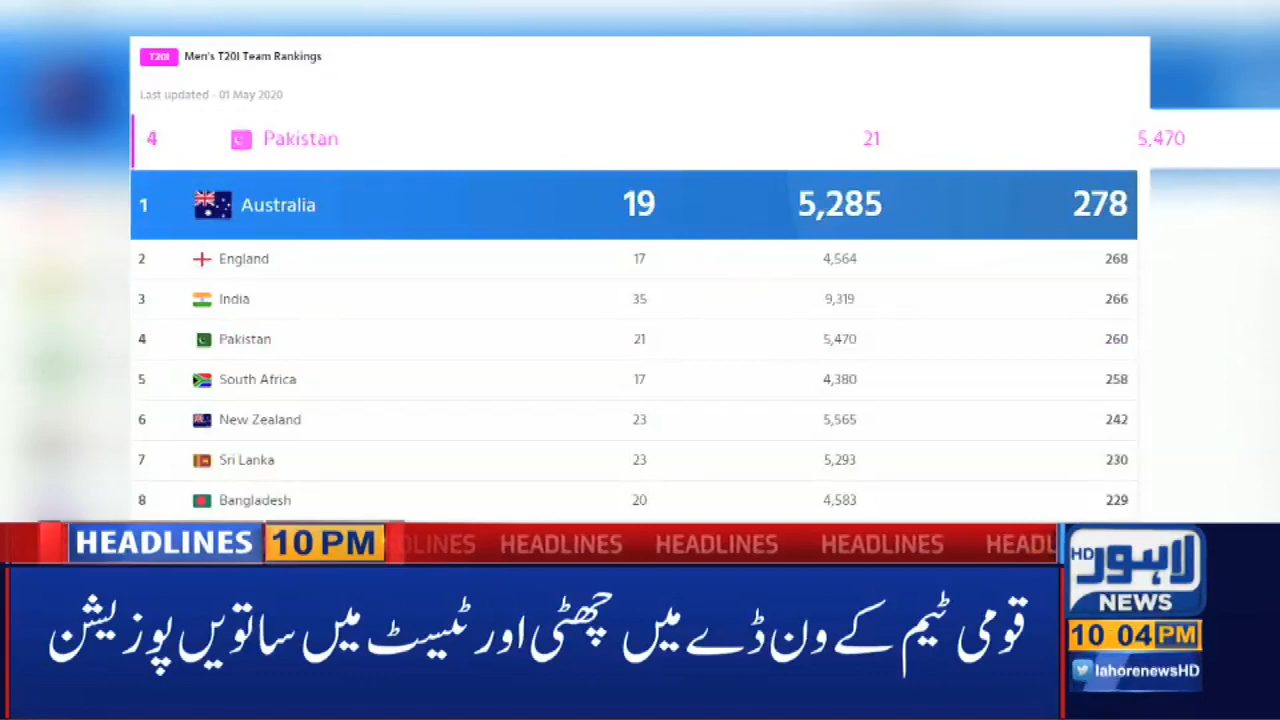 T20I Men's T20I Team Rankings
Last updated - 01 May 2020
4 Pakistan 21 5,470
1 Australia 19 5,285 278
2 England 17 4,564 268
3 India 35 9,319 266
4 Pakistan 21 5,470 260
5 South Africa 17 4,380 258
6 New Zealand 23 5,565 242
7 Sri Lanka 23 5,293 230
8 Bangladesh 20 4,583 229
HEADLINES 10 PM DLINES HEADLINES HEADLINES HEADLINES HEADL
قومی ٹیم کے ون ڈے میں چھٹی اور ٹیسٹ میں ساتویں پوزیشن
HD لاہور
NEWS
10 04 PM
lahorenewsHD